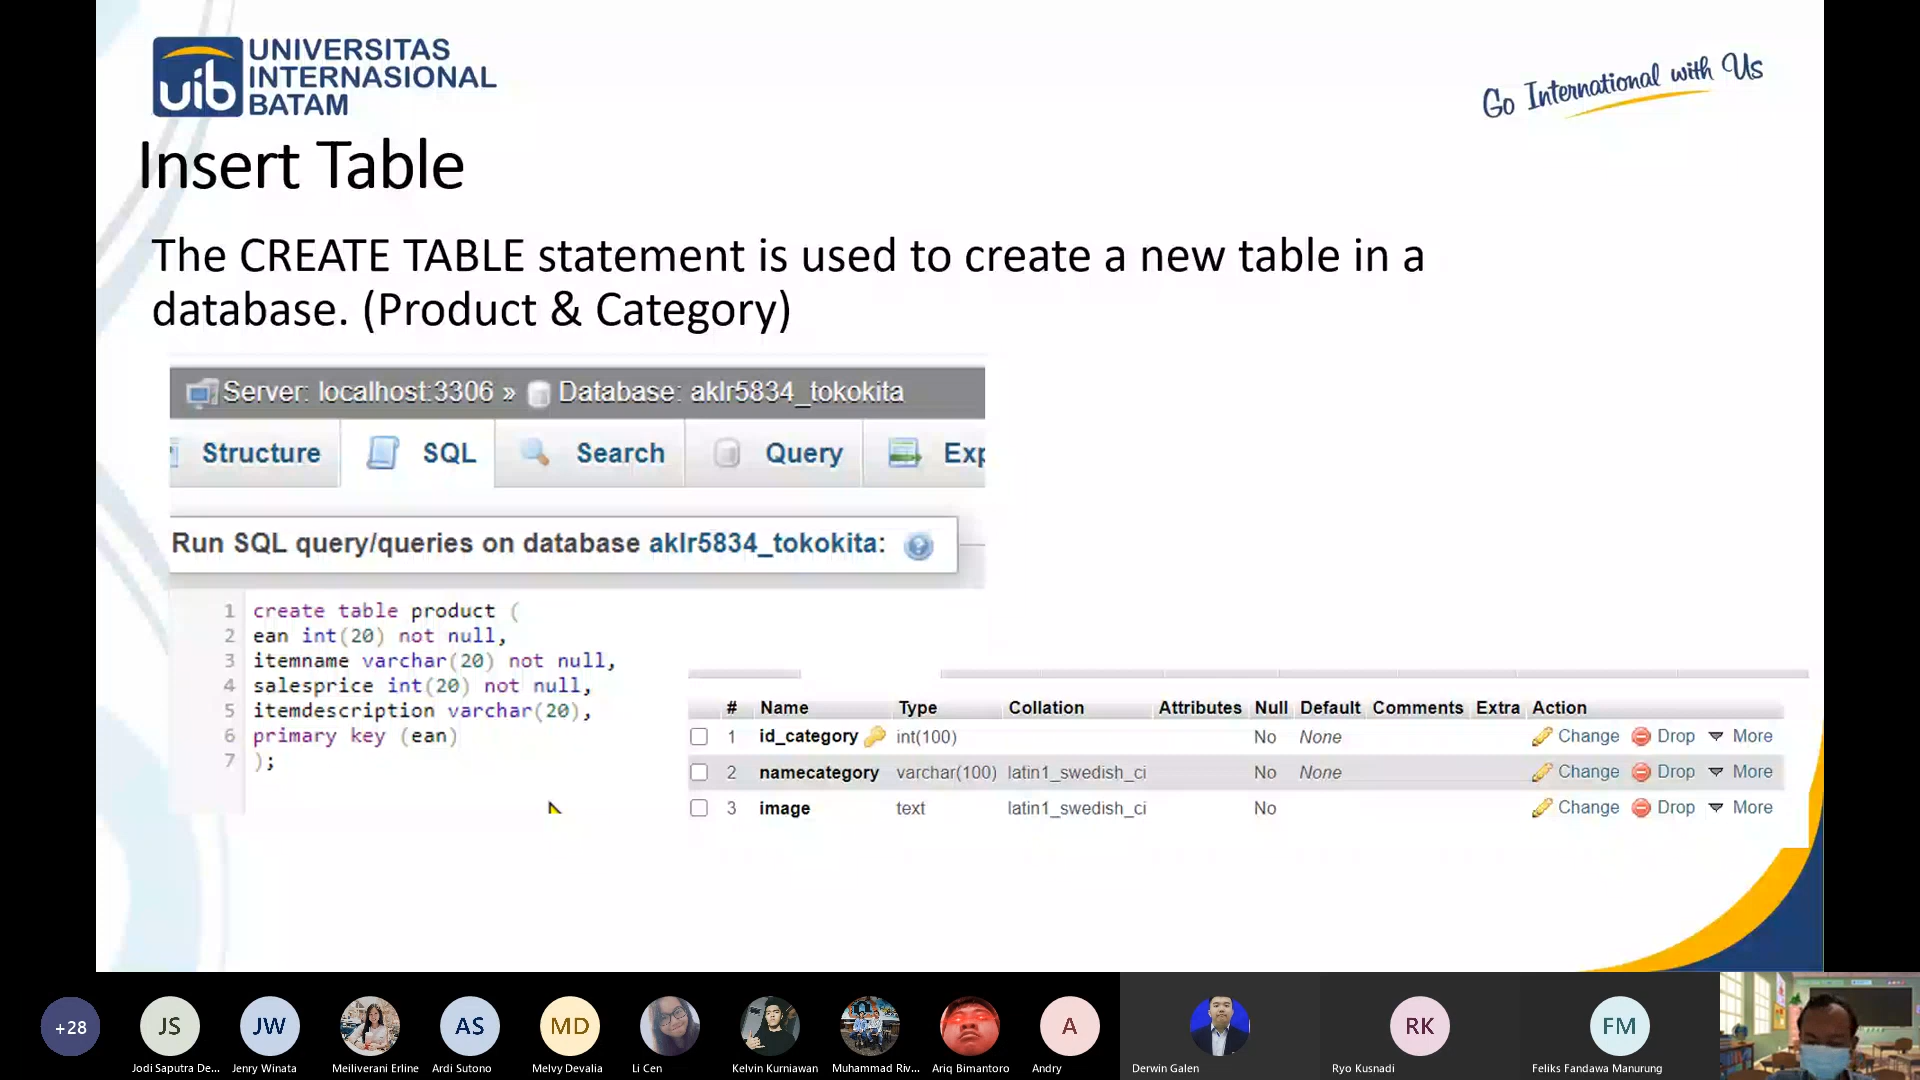 uib
UNIVERSITAS
INTERNASIONAL
BATAM
Go International with Us
Insert Table
The CREATE TABLE statement is used to create a new table in a
database. (Product & Category)
Server: localhost:3306 » Database: aklr5834_tokokita
Structure SQL Search Query Exp
Run SQL query/queries on database aklr5834_tokokita:
1 create table product (
2 ean int(20) not null,
3 itemname varchar(20) not null,
4 salesprice int(20) not null,
5 itemdescription varchar(20),
6 primary key (ean)
7 );
# Name Type Collation Attributes Null Default Comments Extra Action
1 id_category int(100) No None Change Drop More
2 namecategory varchar(100) latin1_swedish_ci No None Change Drop More
3 image text latin1_swedish_ci No Change Drop More
+28 JS JW AS MD A RK FM
Jodi Saputra De... Jenry Winata Meiliverani Erline Ardi Sutono Melvy Devalia Li Cen Kelvin Kurniawan Muhammad Riv... Ariq Bimantoro Andry Derwin Galen Ryo Kusnadi Feliks Fandawa Manurung